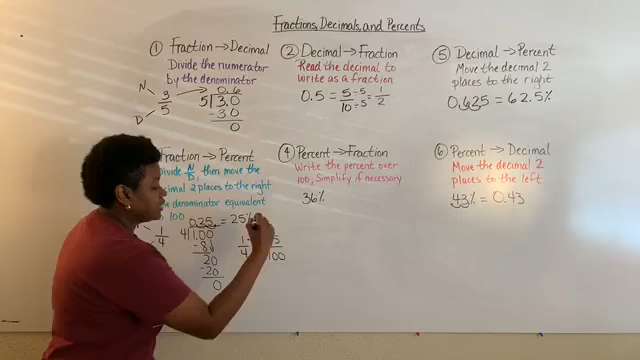 Fractions, Decimals, and Percents
① Fraction → Decimal
Divide the numerator
by the denominator
N
D
3/5
0.6
5|3.0
-30
0
② Decimal → Fraction
Read the decimal to
write as a fraction
0.5 = 5/10 ÷5/÷5 = 1/2
⑤ Decimal → Percent
Move the decimal 2
places to the right
0.625 = 62.5%
Fraction → Percent
Divide N/D, then move the
decimal 2 places to the right
denominator equivalent
100
1/4
0.25 = 25%
4|1.00
-8
20
-20
0
④ Percent → Fraction
Write the percent over
100, Simplify if necessary
36%
⑥ Percent → Decimal
Move the decimal 2
places to the left
43% = 0.43